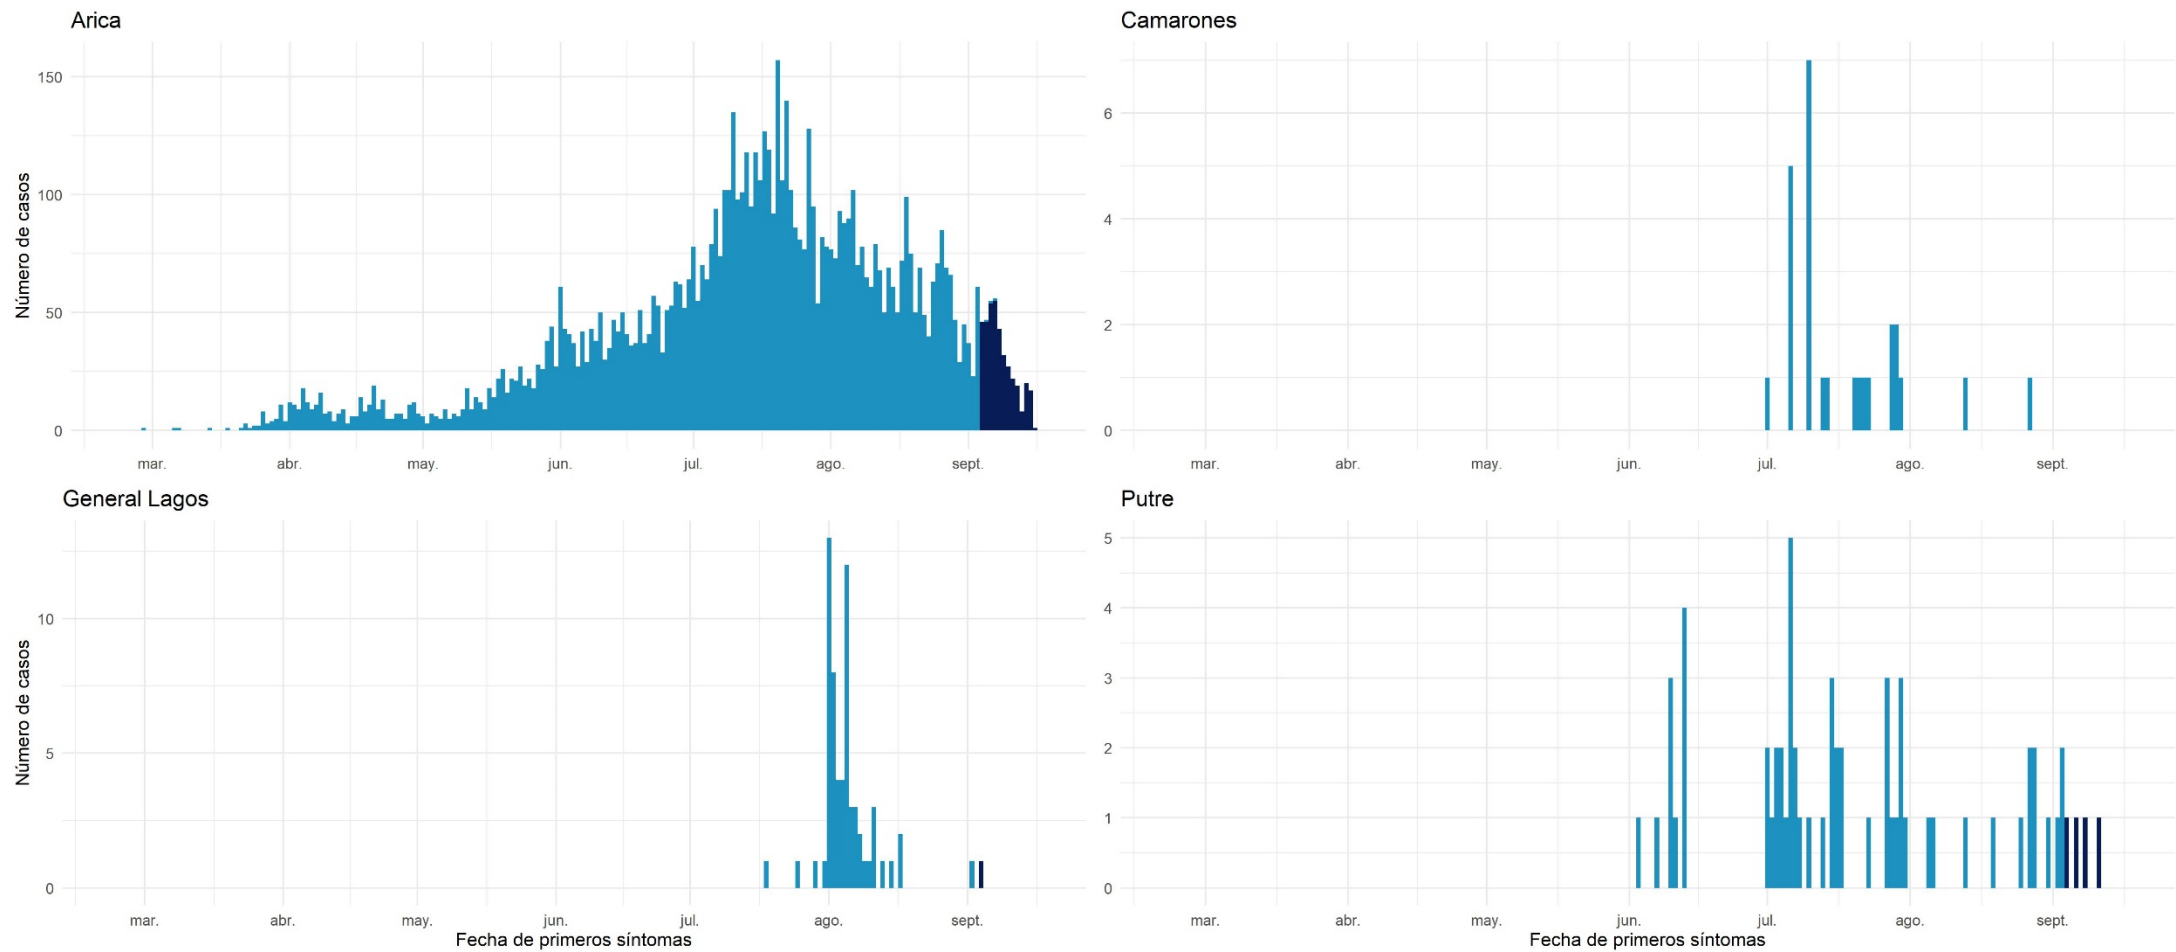 Arica
Camarones
Número de casos
150
100
50
0
6
4
2
0
mar. abr. may. jun. jul. ago. sept.
mar. abr. may. jun. jul. ago. sept.
General Lagos
Putre
Número de casos
10
5
0
5
4
3
2
1
0
mar. abr. may. jun. jul. ago. sept.
mar. abr. may. jun. jul. ago. sept.
Fecha de primeros síntomas
Fecha de primeros síntomas